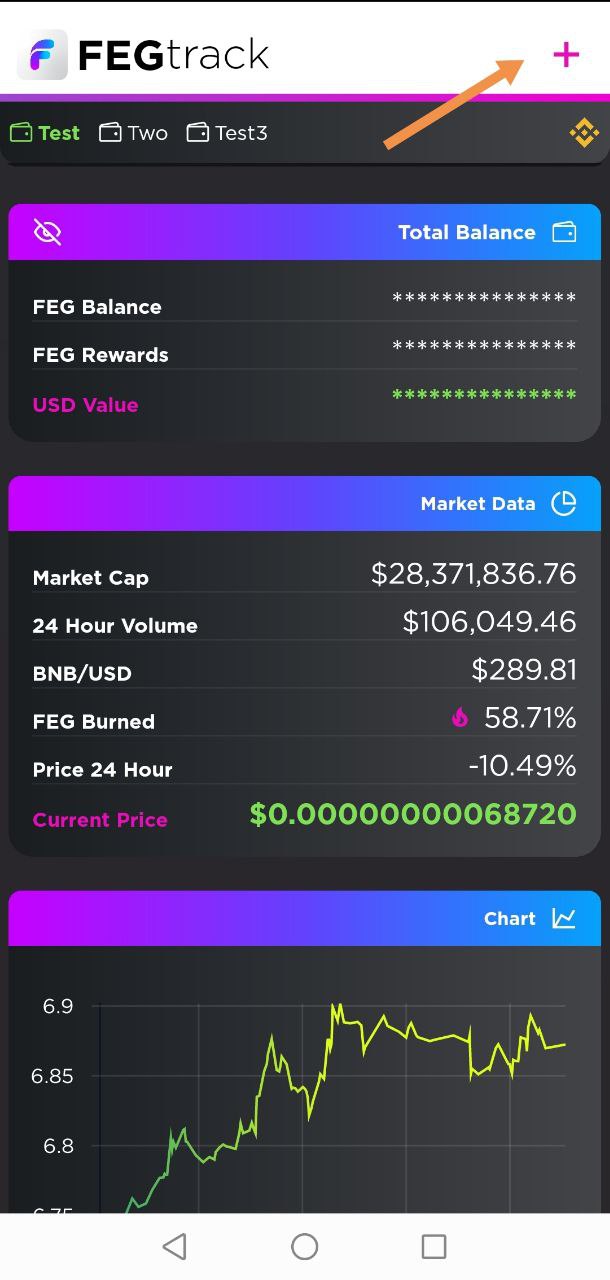 FEGtrack
Test Two Test3
Total Balance
FEG Balance ***************
FEG Rewards ***************
USD Value ***************
Market Data
Market Cap $28,371,836.76
24 Hour Volume $106,049.46
BNB/USD $289.81
FEG Burned 58.71%
Price 24 Hour -10.49%
Current Price $0.00000000068720
Chart
6.9
6.85
6.8
6.75